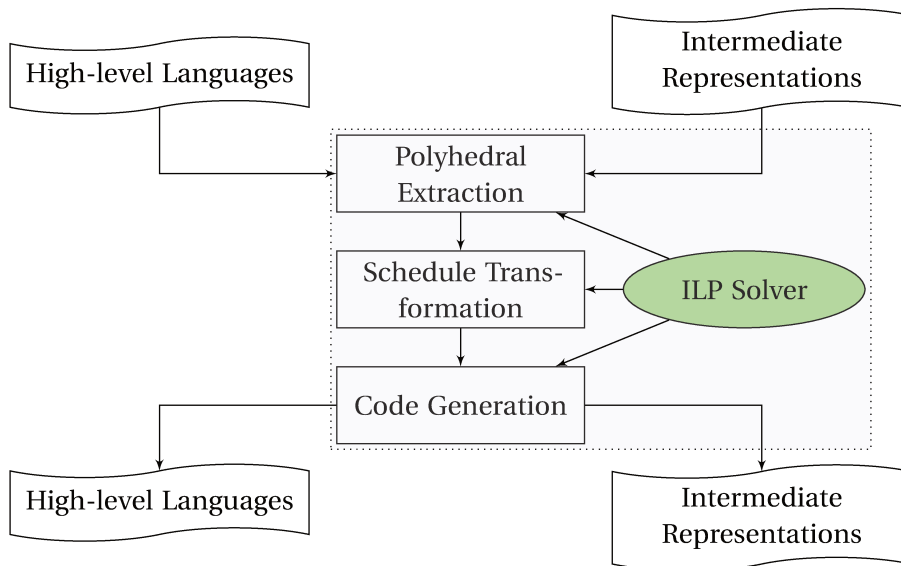 High-level Languages
Intermediate
Representations
Polyhedral
Extraction
Schedule Trans-
formation
ILP Solver
Code Generation
High-level Languages
Intermediate
Representations